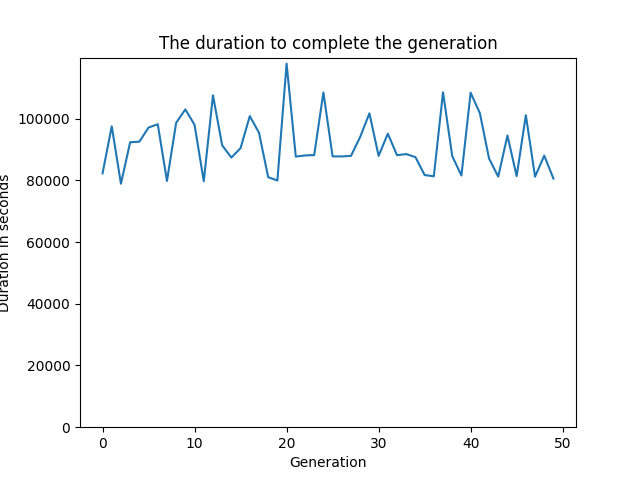 The duration to complete the generation
Duration in seconds
100000
80000
60000
40000
20000
0
0 10 20 30 40 50
Generation